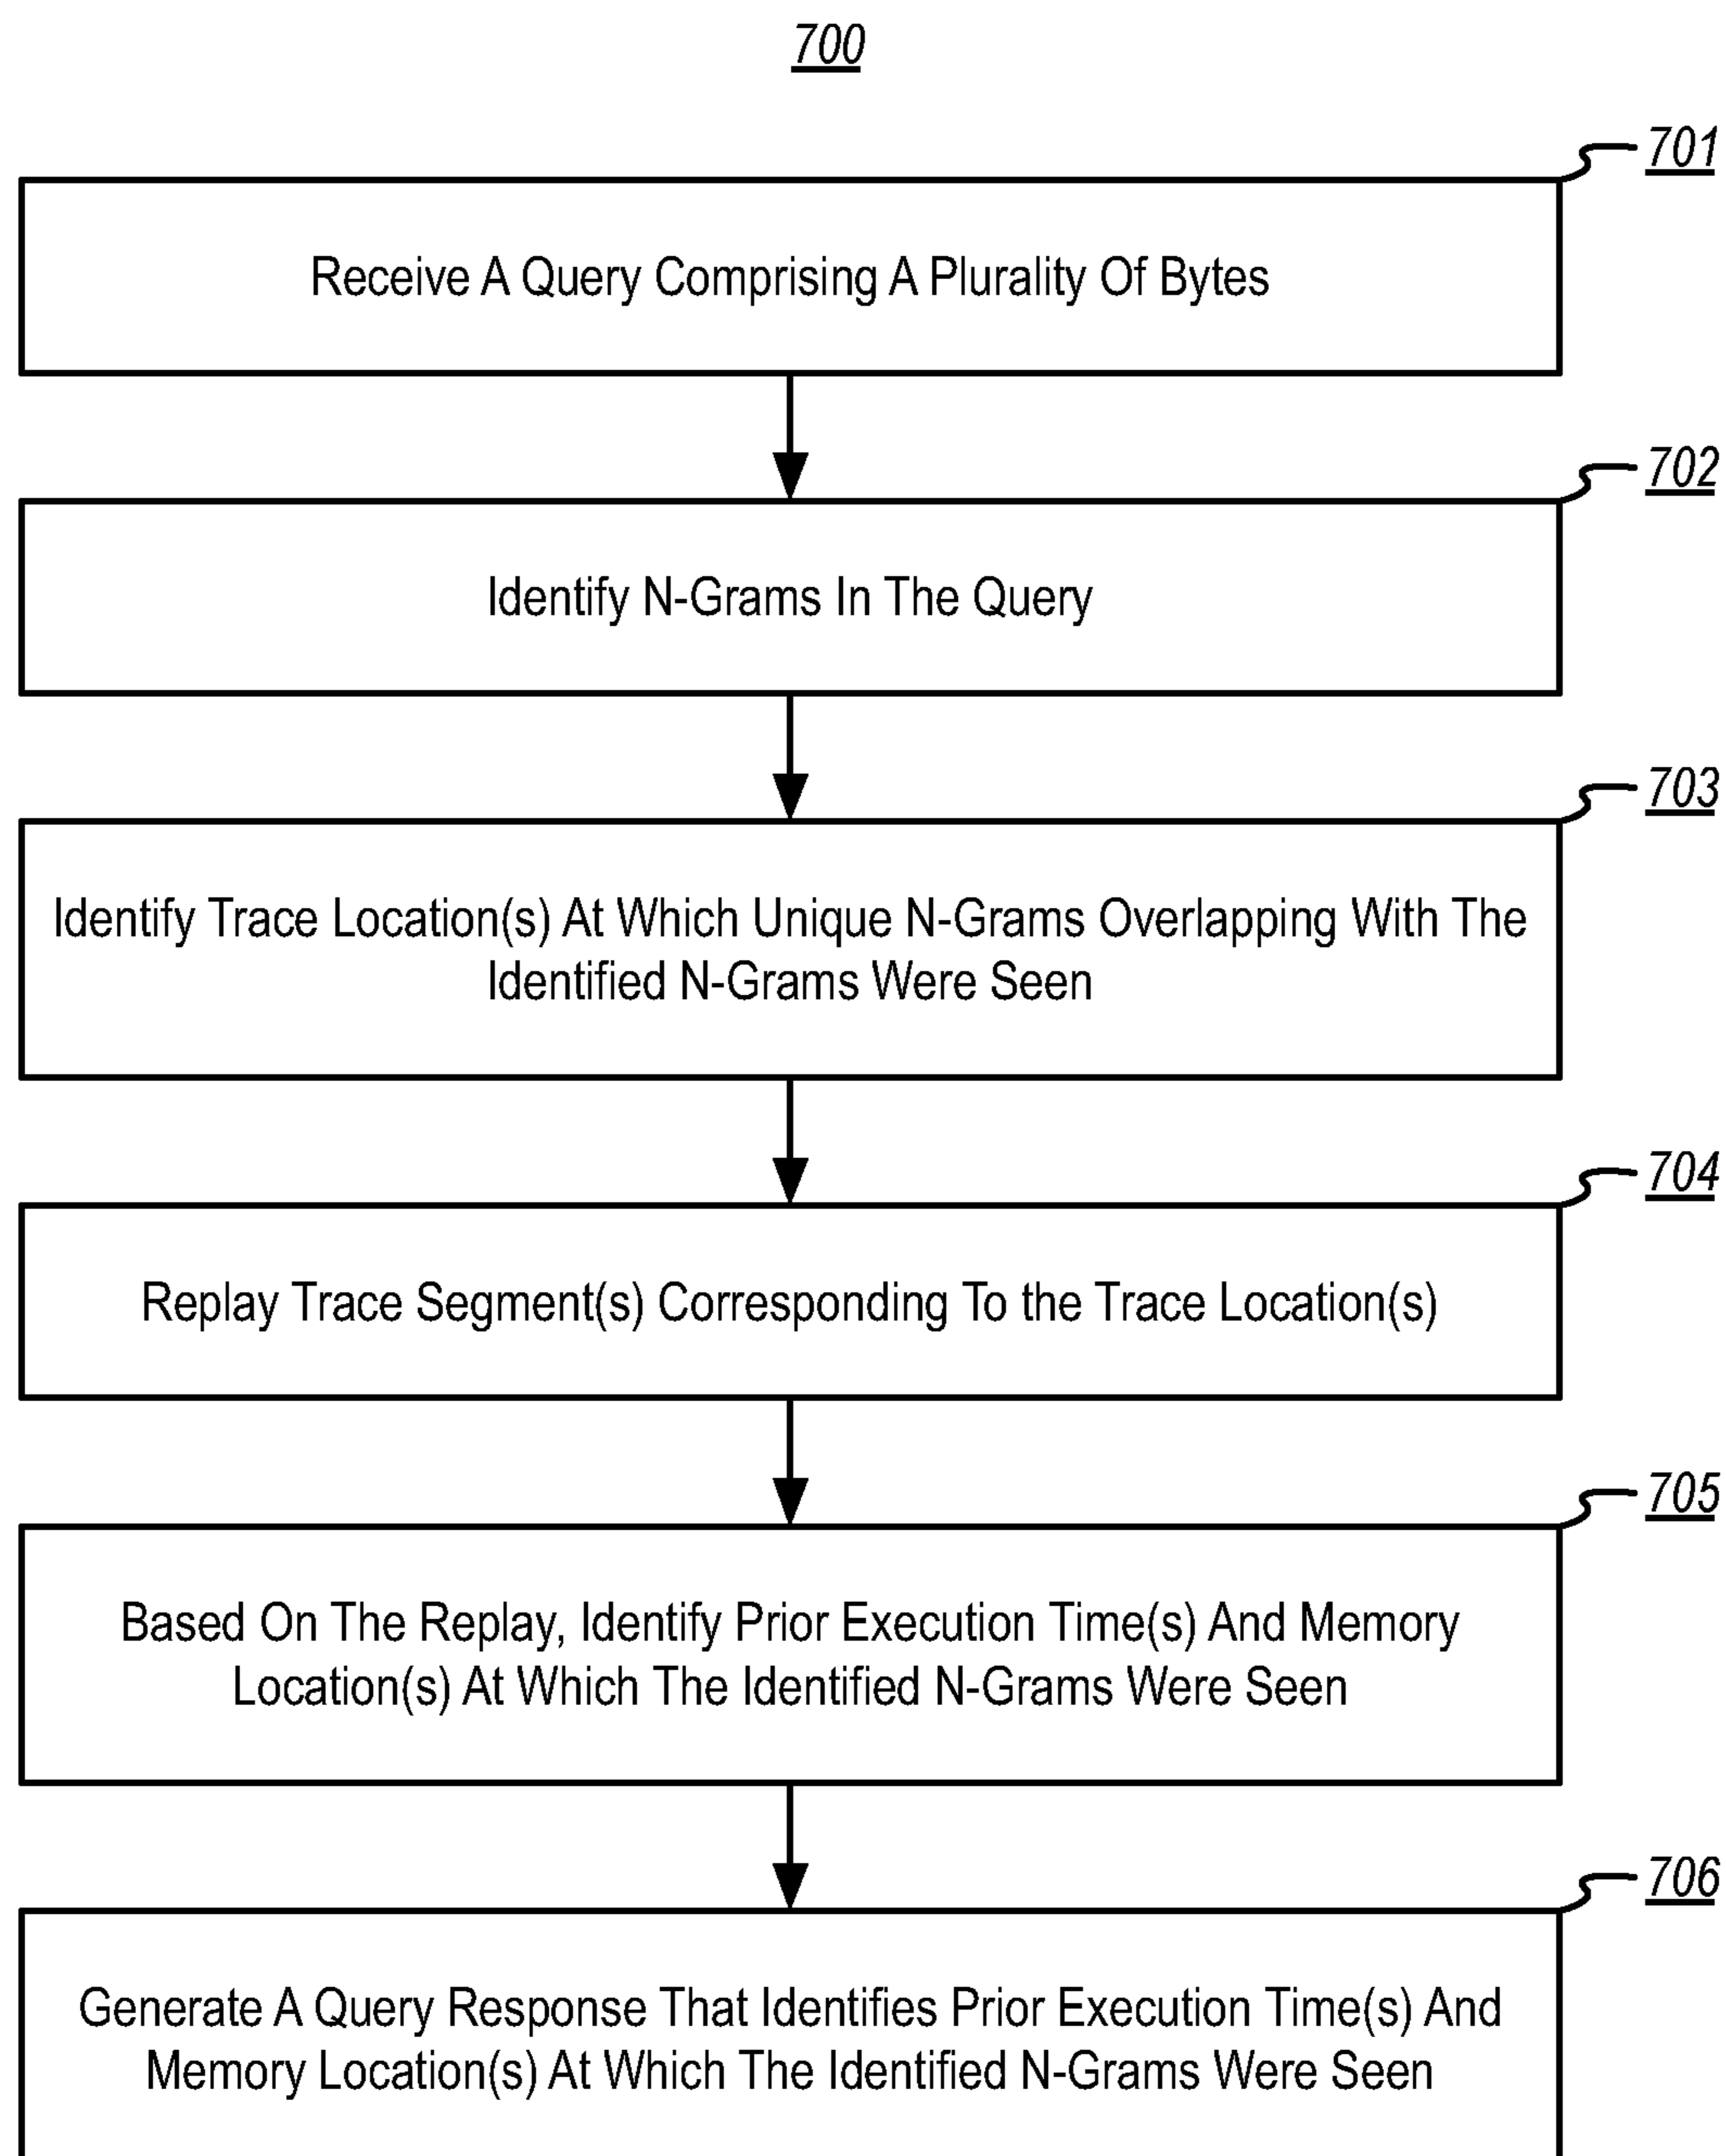 700
701
Receive A Query Comprising A Plurality Of Bytes
702
Identify N-Grams In The Query
703
Identify Trace Location(s) At Which Unique N-Grams Overlapping With The
Identified N-Grams Were Seen
704
Replay Trace Segment(s) Corresponding To the Trace Location(s)
705
Based On The Replay, Identify Prior Execution Time(s) And Memory
Location(s) At Which The Identified N-Grams Were Seen
706
Generate A Query Response That Identifies Prior Execution Time(s) And
Memory Location(s) At Which The Identified N-Grams Were Seen